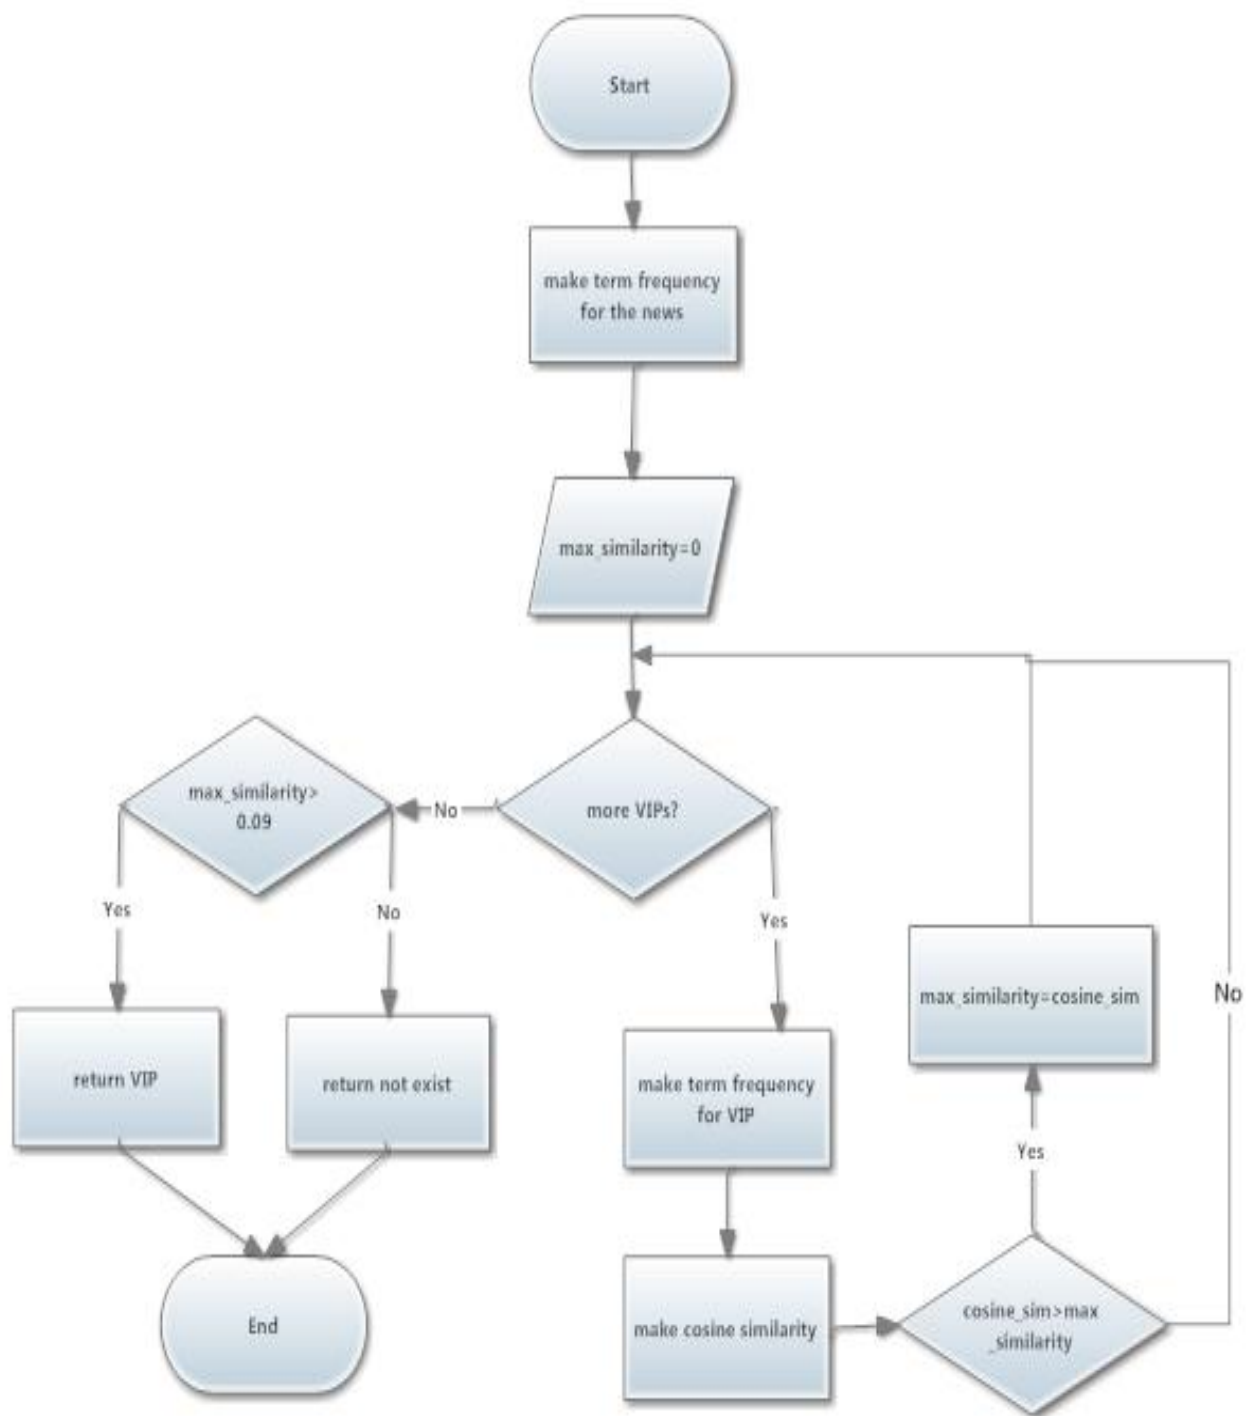 Start
make term frequency
for the news
max_similarity=0
more VIPs?
No
max_similarity>
0.09
Yes
No
Yes
return VIP
return not exist
End
make term frequency
for VIP
make cosine similarity
cosine_sim>max
_similarity
Yes
max_similarity=cosine_sim
No